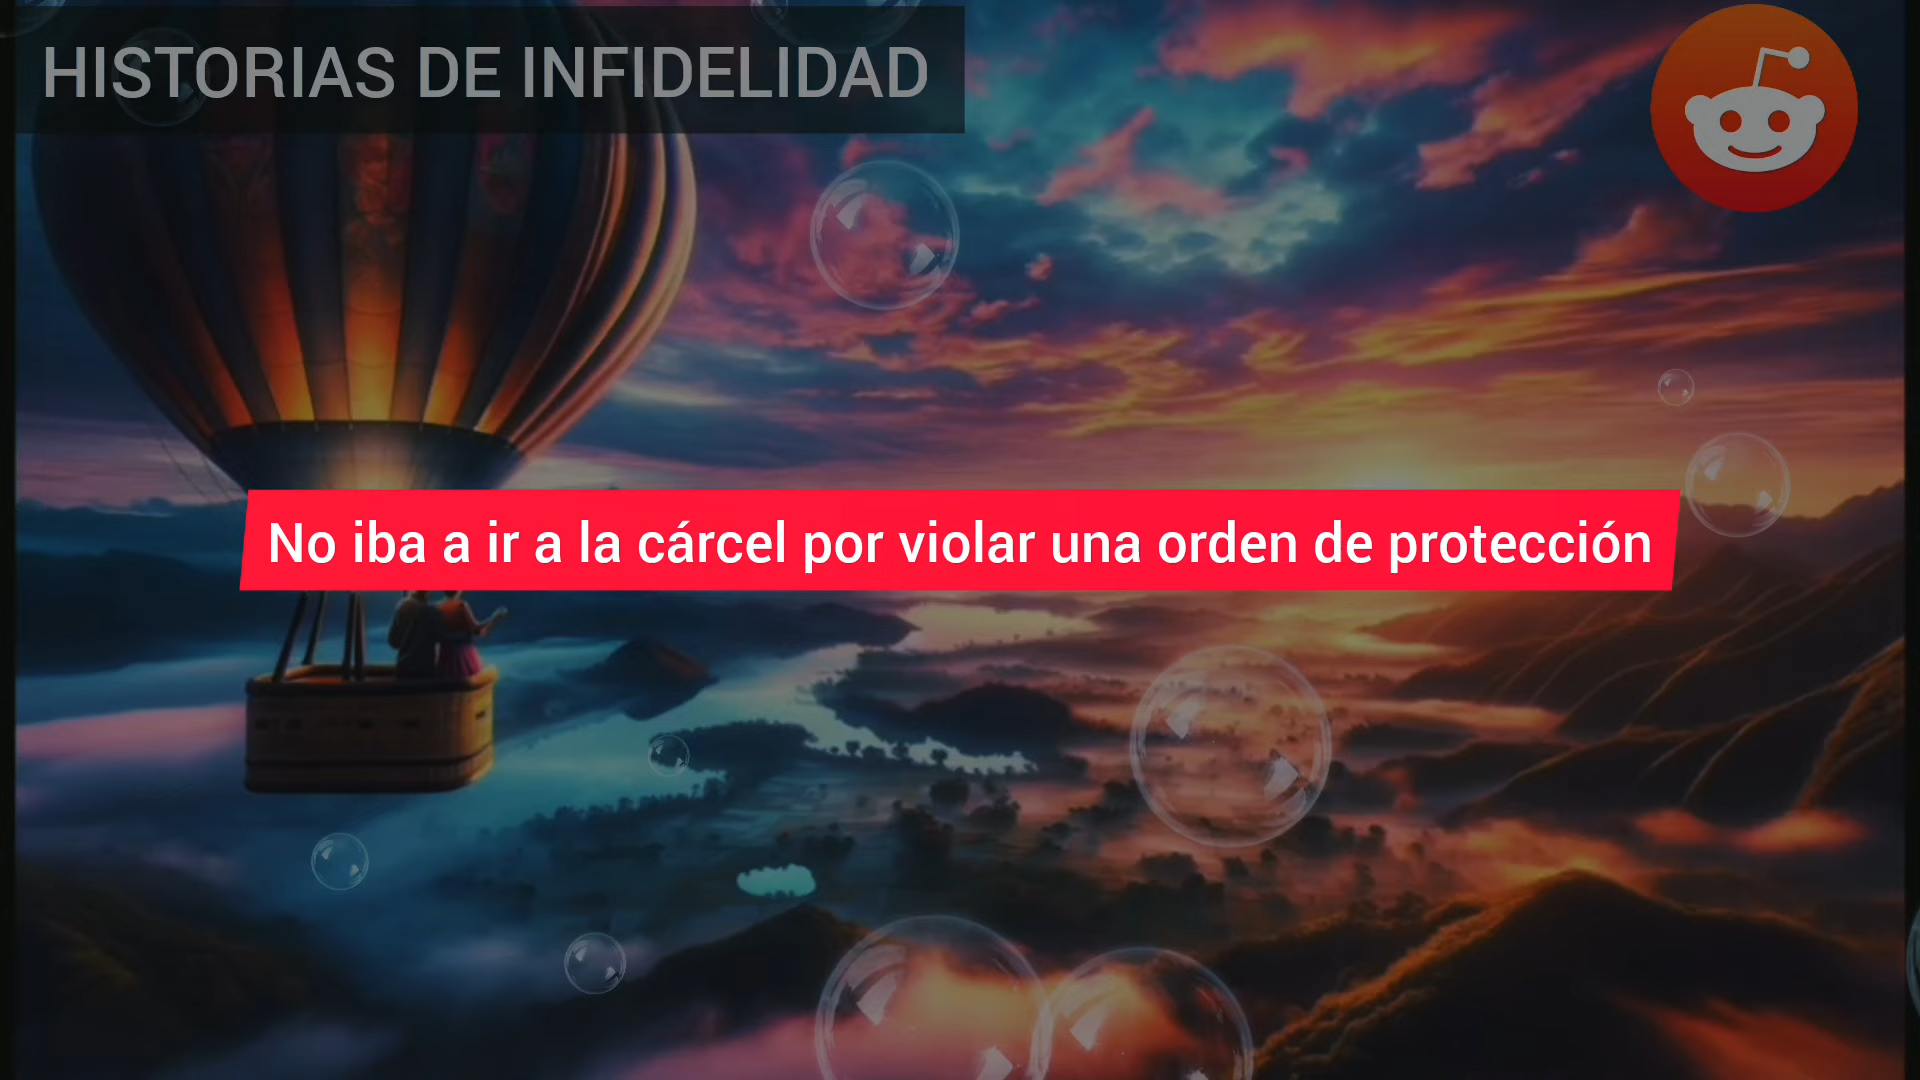 HISTORIAS DE INFIDELIDAD
No iba a ir a la cárcel por violar una orden de protección